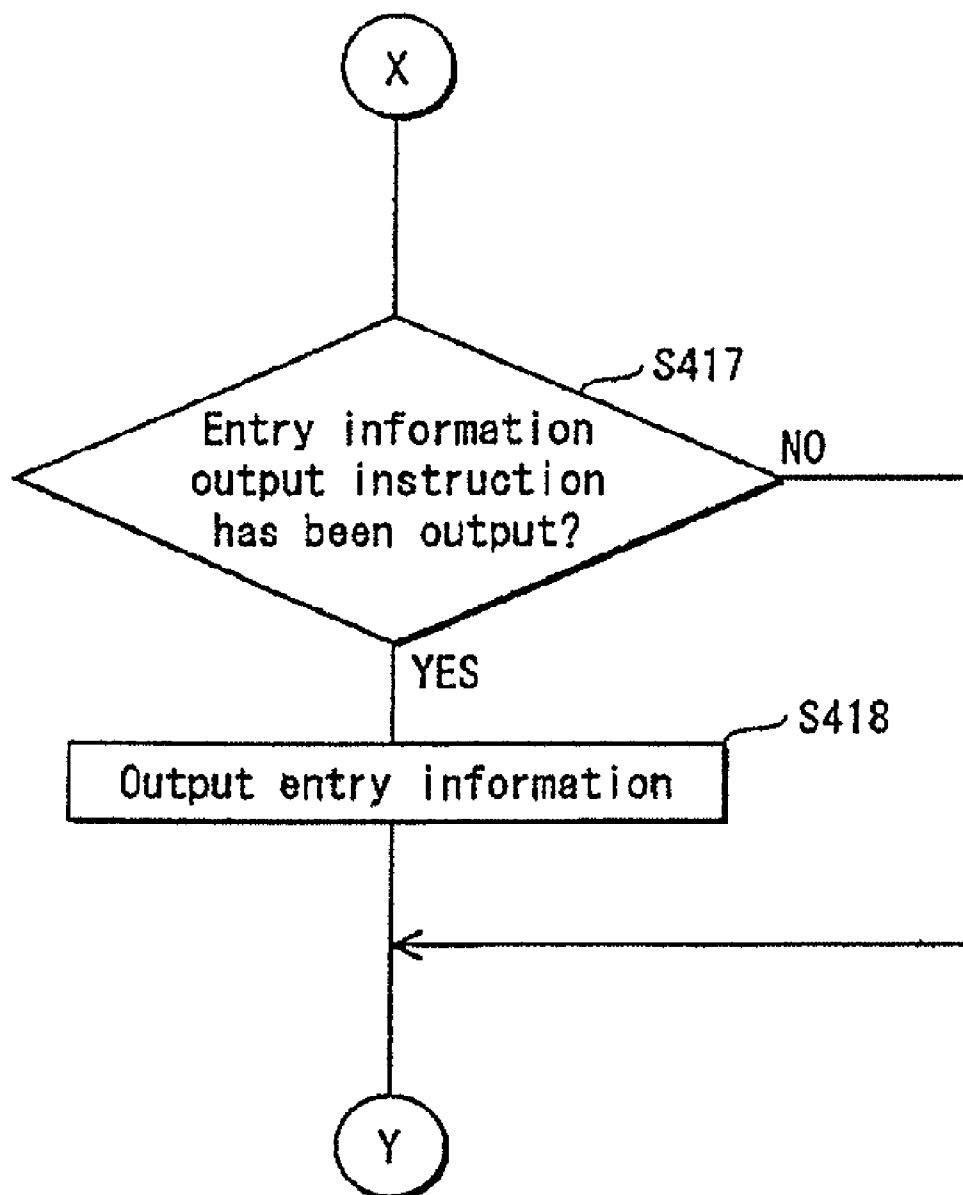 X
S417
Entry information
output instruction
has been output?
NO
YES
S418
Output entry information
Y